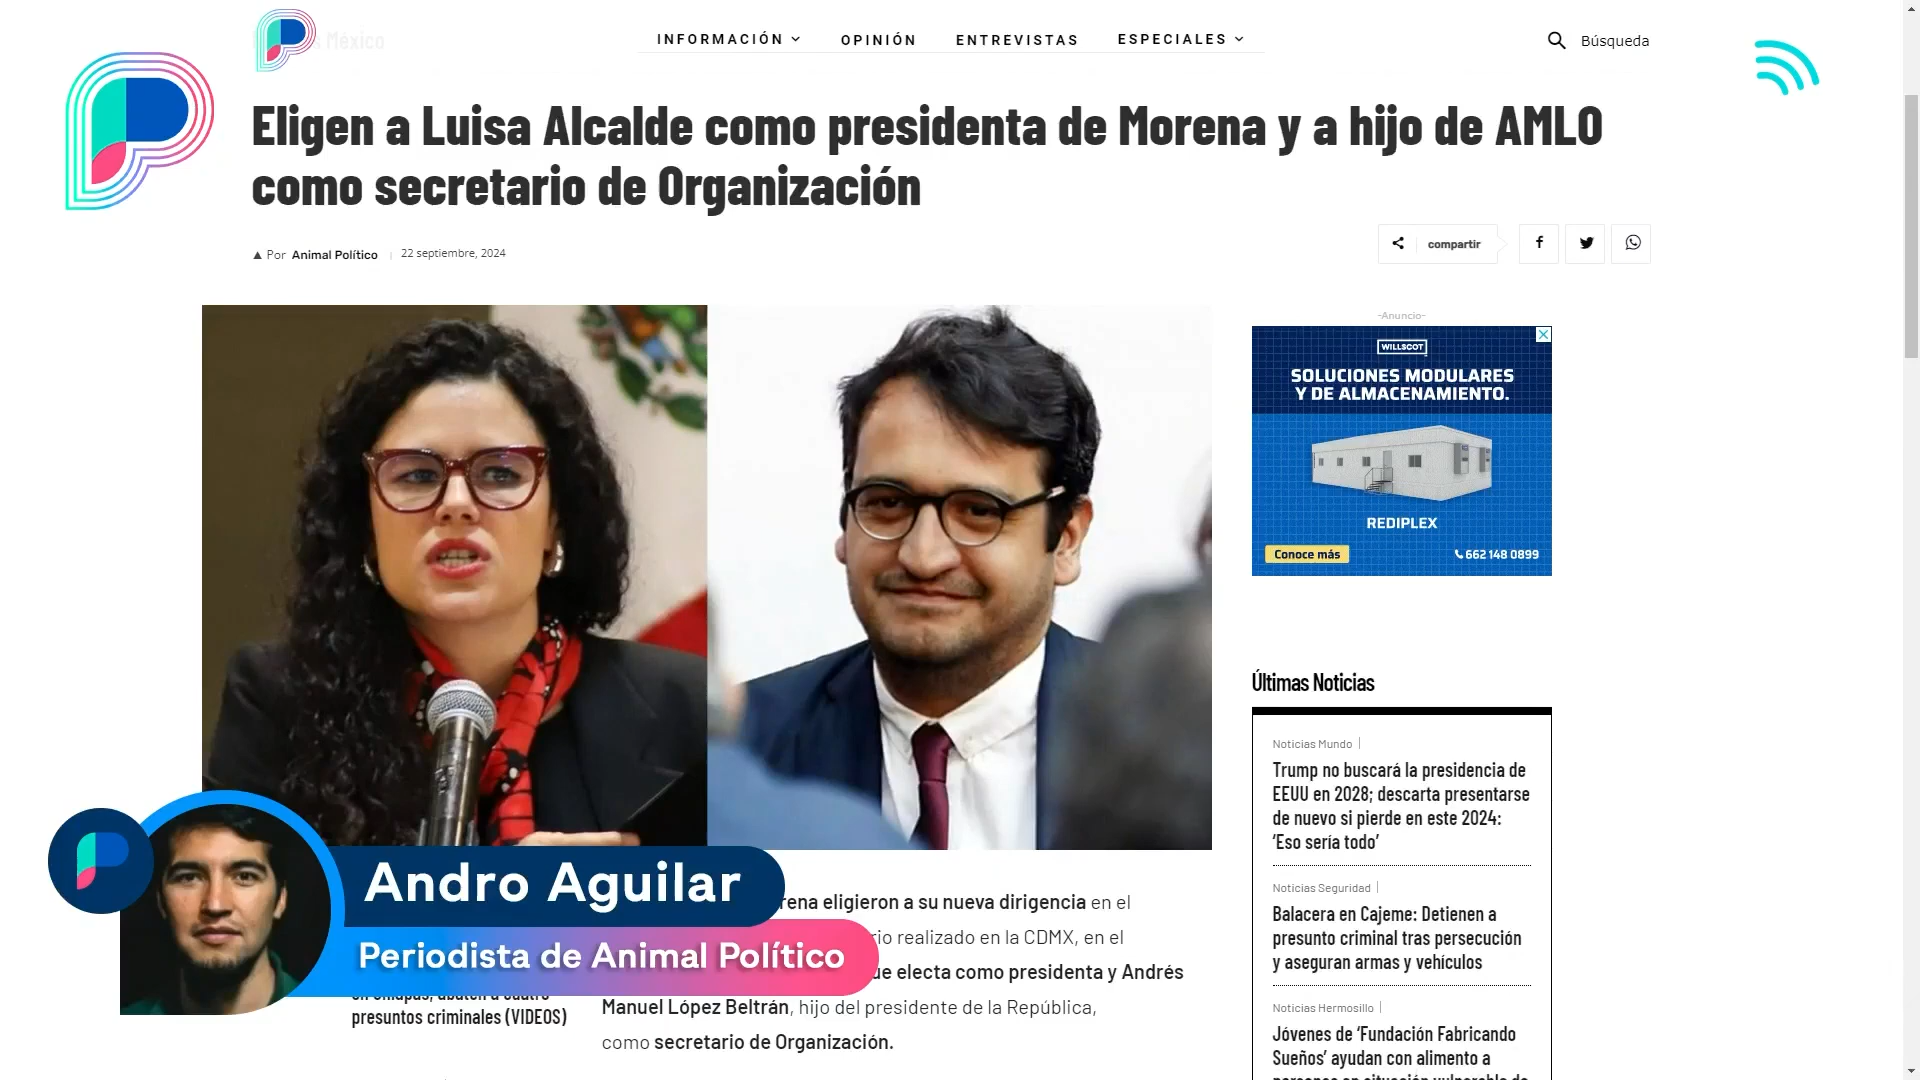 México
INFORMACIÓN
OPINIÓN
ENTREVISTAS
ESPECIALES
Búsqueda
Eligen a Luisa Alcalde como presidenta de Morena y a hijo de AMLO
como secretario de Organización
Por Animal Político
22 septiembre, 2024
compartir
-Anuncio-
WILLSCOT
SOLUCIONES MODULARES
Y DE ALMACENAMIENTO.
REDIPLEX
Conoce más
662 148 0899
Últimas Noticias
Noticias Mundo
Trump no buscará la presidencia de
EEUU en 2028; descarta presentarse
de nuevo si pierde en este 2024:
‘Eso sería todo’
Noticias Seguridad
Balacera en Cajeme: Detienen a
presunto criminal tras persecución
y aseguran armas y vehículos
Noticias Hermosillo
Jóvenes de ‘Fundación Fabricando
Sueños’ ayudan con alimento a
Andro Aguilar
Periodista de Animal Político
eligieron a su nueva dirigencia en el
realizado en la CDMX, en el
electa como presidenta y Andrés
Manuel López Beltrán, hijo del presidente de la República,
como secretario de Organización.
presuntos criminales (VIDEOS)